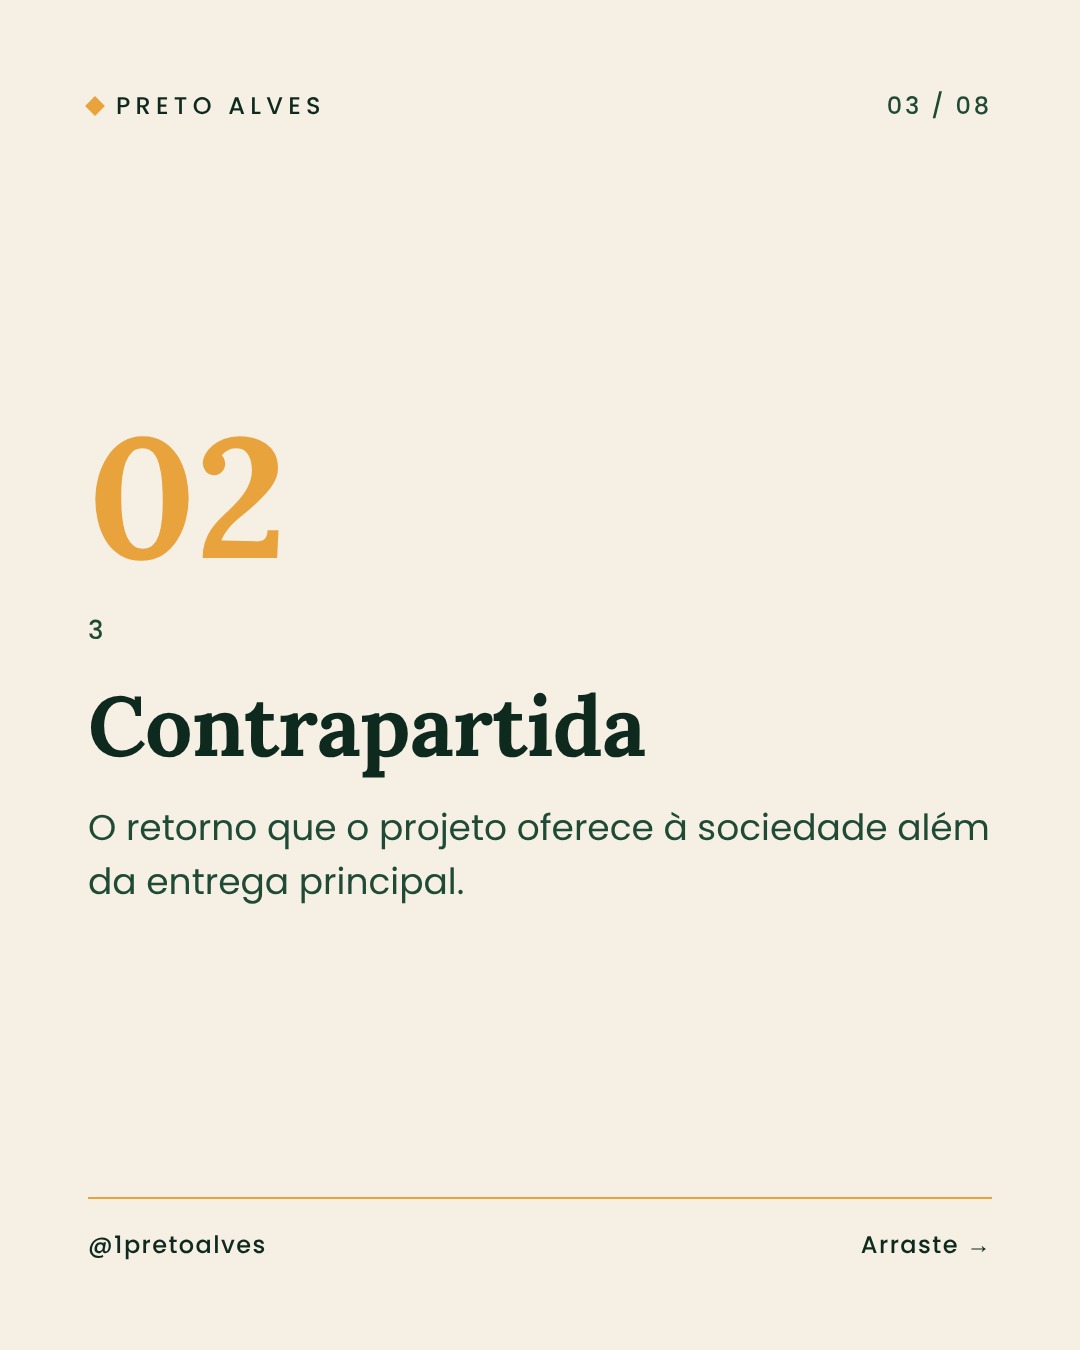 PRETO ALVES
03 / 08
02
3
Contrapartida
O retorno que o projeto oferece à sociedade além
da entrega principal.
@1pretoalves
Arraste →